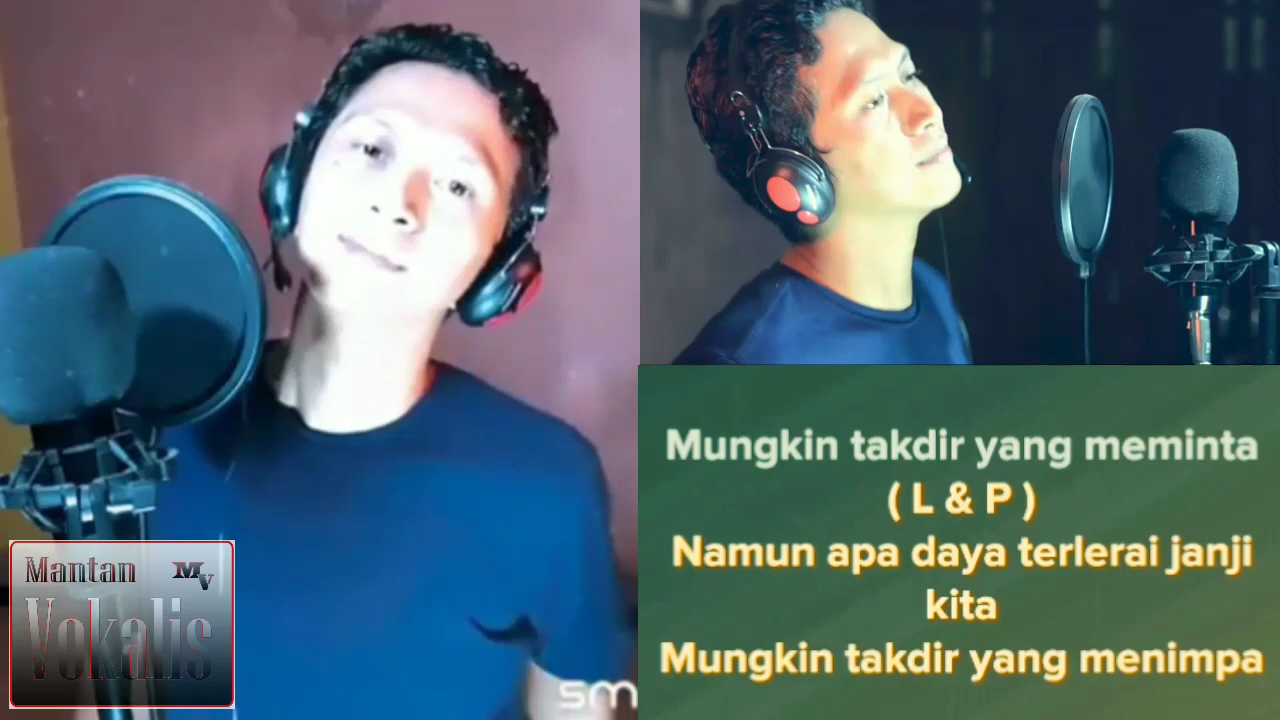 Mantan MV
Vokalis
sm
Mungkin takdir yang meminta
( L & P )
Namun apa daya terlerai janji
kita
Mungkin takdir yang menimpa